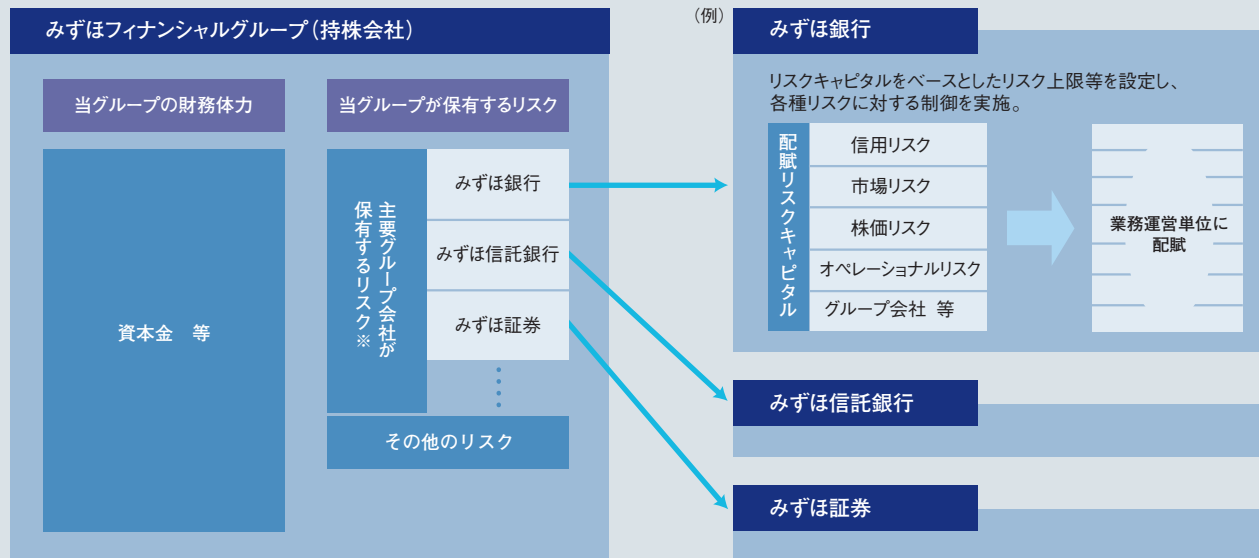 みずほフィナンシャルグループ（持株会社）
当グループの財務体力
資本金　等
当グループが保有するリスク
主要グループ会社が
保有するリスク※
みずほ銀行
みずほ信託銀行
みずほ証券
その他のリスク
（例）
みずほ銀行
リスクキャピタルをベースとしたリスク上限等を設定し、
各種リスクに対する制御を実施。
配賦リスクキャピタル
信用リスク
市場リスク
株価リスク
オペレーショナルリスク
グループ会社 等
業務運営単位に
配賦
みずほ信託銀行
みずほ証券